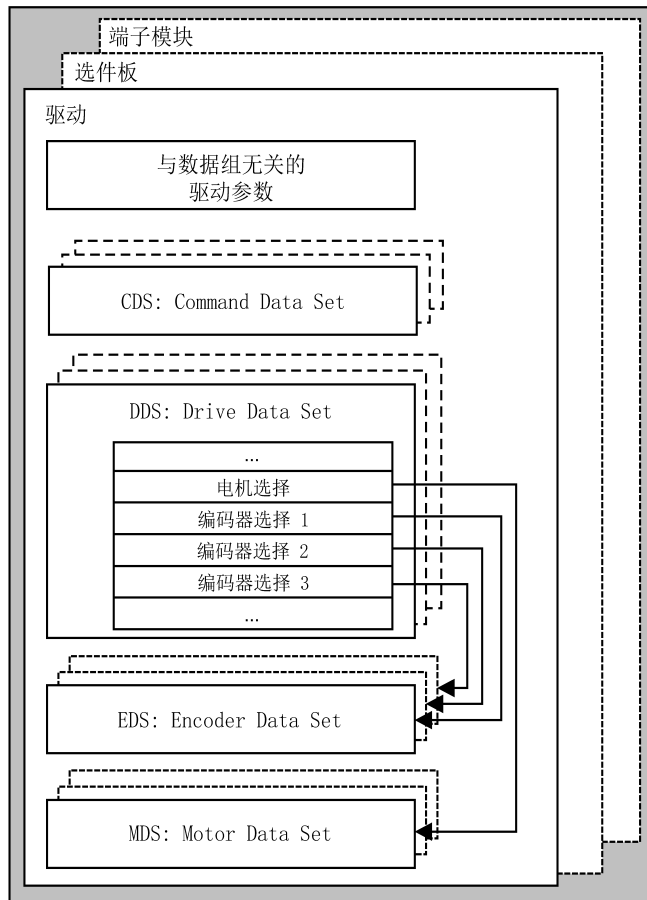 端子模块
选件板
驱动
与数据组无关的
驱动参数
CDS: Command Data Set
DDS: Drive Data Set
...
电机选择
编码器选择 1
编码器选择 2
编码器选择 3
...
EDS: Encoder Data Set
MDS: Motor Data Set